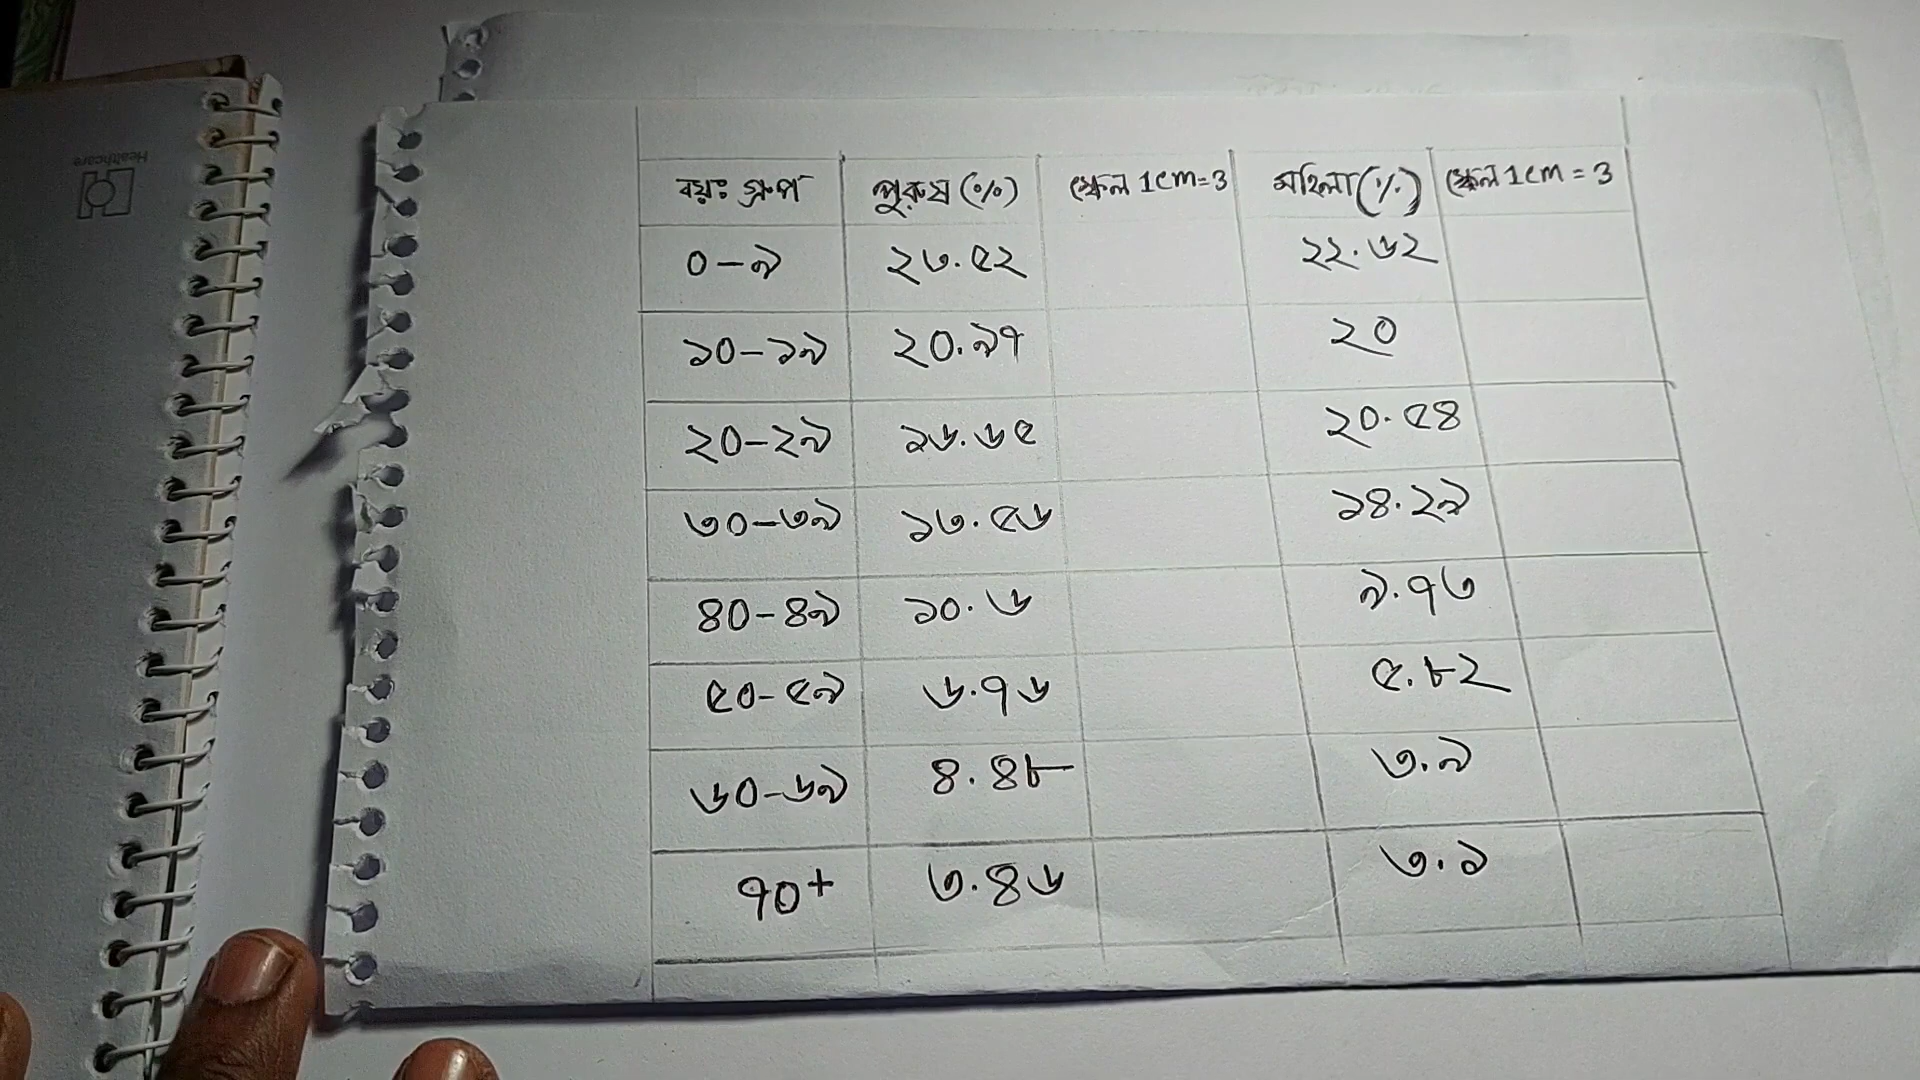 Healthcare
বয়ঃ গ্রুপ পুরুষ (%) স্কেল 1cm=3 মহিলা (%) স্কেল 1cm = 3
০-৯ ২৩.৫২ ২২.৬২
১০-১৯ ২০.৯৭ ২০
২০-২৯ ১৬.৬৫ ২০.৫৪
৩০-৩৯ ১৩.৫৬ ১৪.২৯
৪০-৪৯ ১০.৬ ৯.৭৩
৫০-৫৯ ৬.৭৬ ৫.৮২
৬০-৬৯ ৪.৪৮ ৩.৯
৭০+ ৩.৪৬ ৩.১